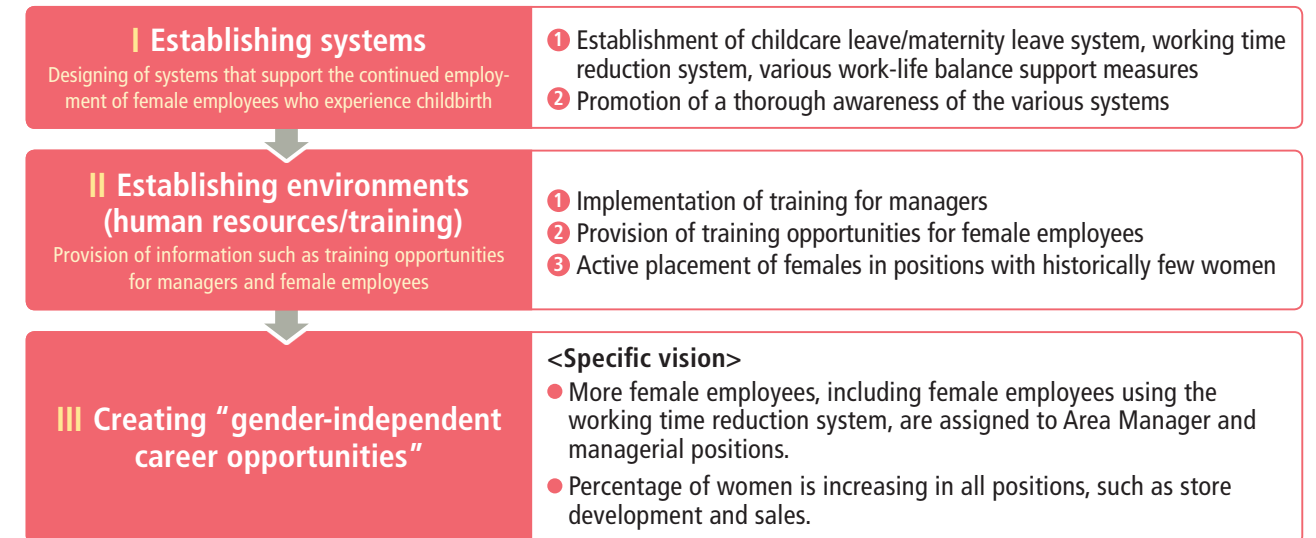 I Establishing systems
Designing of systems that support the continued employ-
ment of female employees who experience childbirth
1 Establishment of childcare leave/maternity leave system, working time
reduction system, various work-life balance support measures
2 Promotion of a thorough awareness of the various systems
II Establishing environments
(human resources/training)
Provision of information such as training opportunities
for managers and female employees
1 Implementation of training for managers
2 Provision of training opportunities for female employees
3 Active placement of females in positions with historically few women
III Creating “gender-independent
career opportunities”
<Specific vision>
● More female employees, including female employees using the
working time reduction system, are assigned to Area Manager and
managerial positions.
● Percentage of women is increasing in all positions, such as store
development and sales.